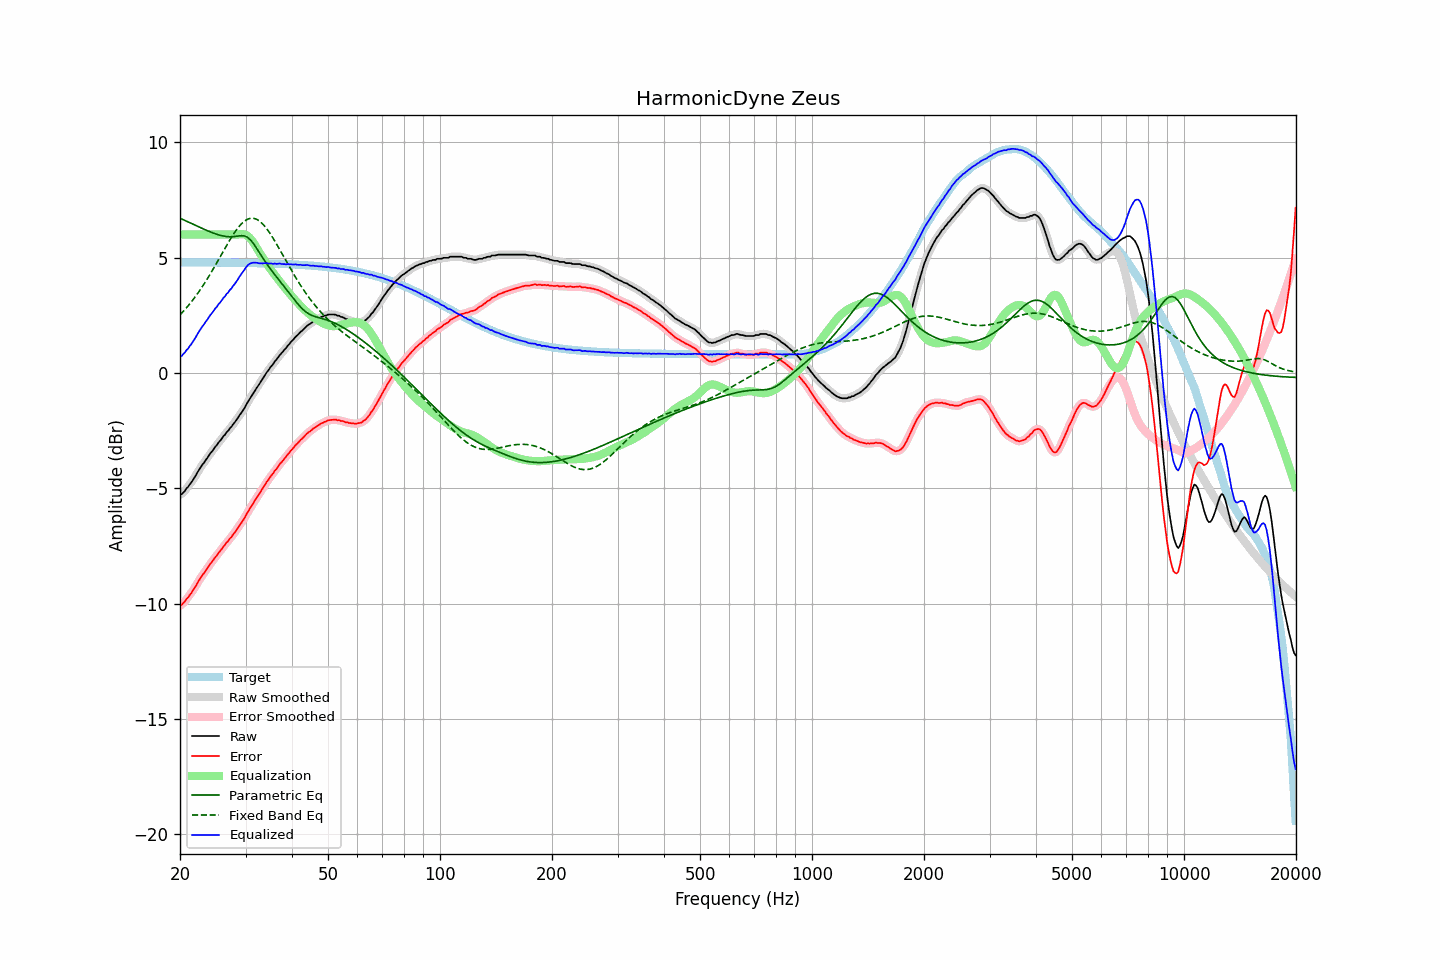 HarmonicDyne Zeus
10
5
0
−5
−10
−15
−20
Amplitude (dBr)
Target
Raw Smoothed
Error Smoothed
Raw
Error
Equalization
Parametric Eq
Fixed Band Eq
Equalized
20 50 100 200 500 1000 2000 5000 10000 20000
Frequency (Hz)